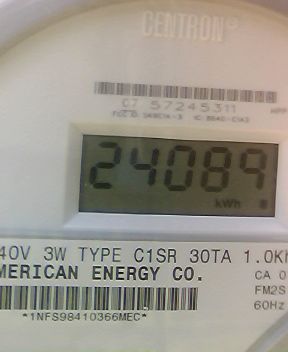 CENTRON®
C7 57245311
24089
kWh
40V 3W TYPE C1SR 30TA 1.0Kh
MERICAN ENERGY CO.
CA 0
FM2S
60Hz
*1NFS98410366MEC*